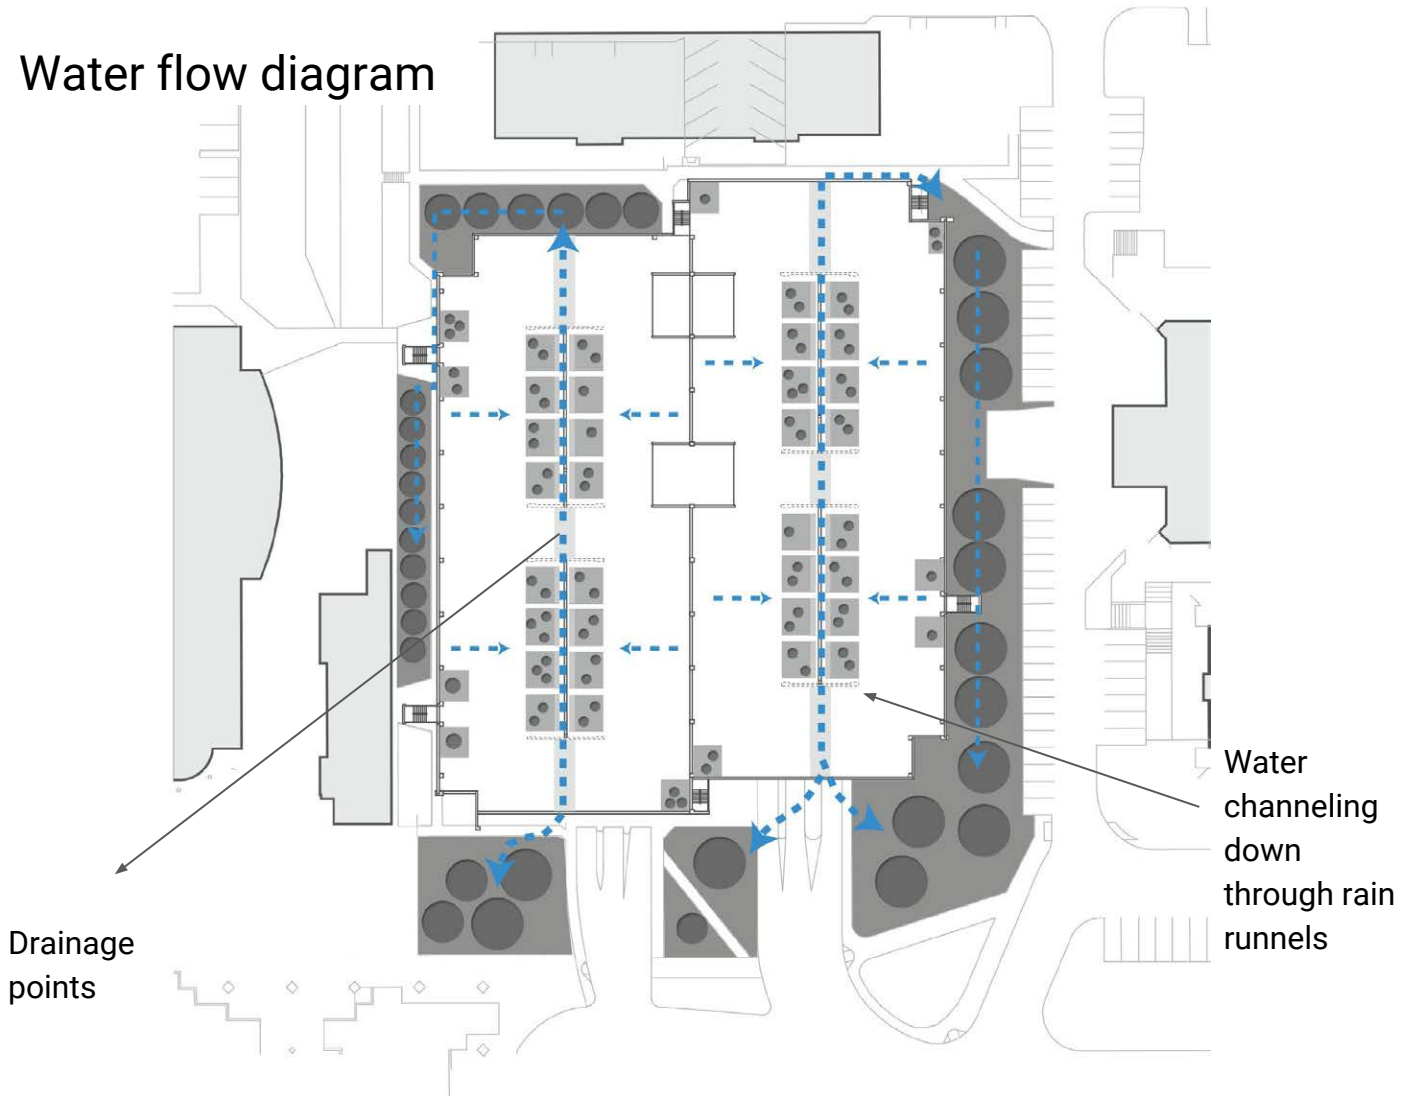 Water flow diagram
Water
channeling
down
through rain
runnels
Drainage
points